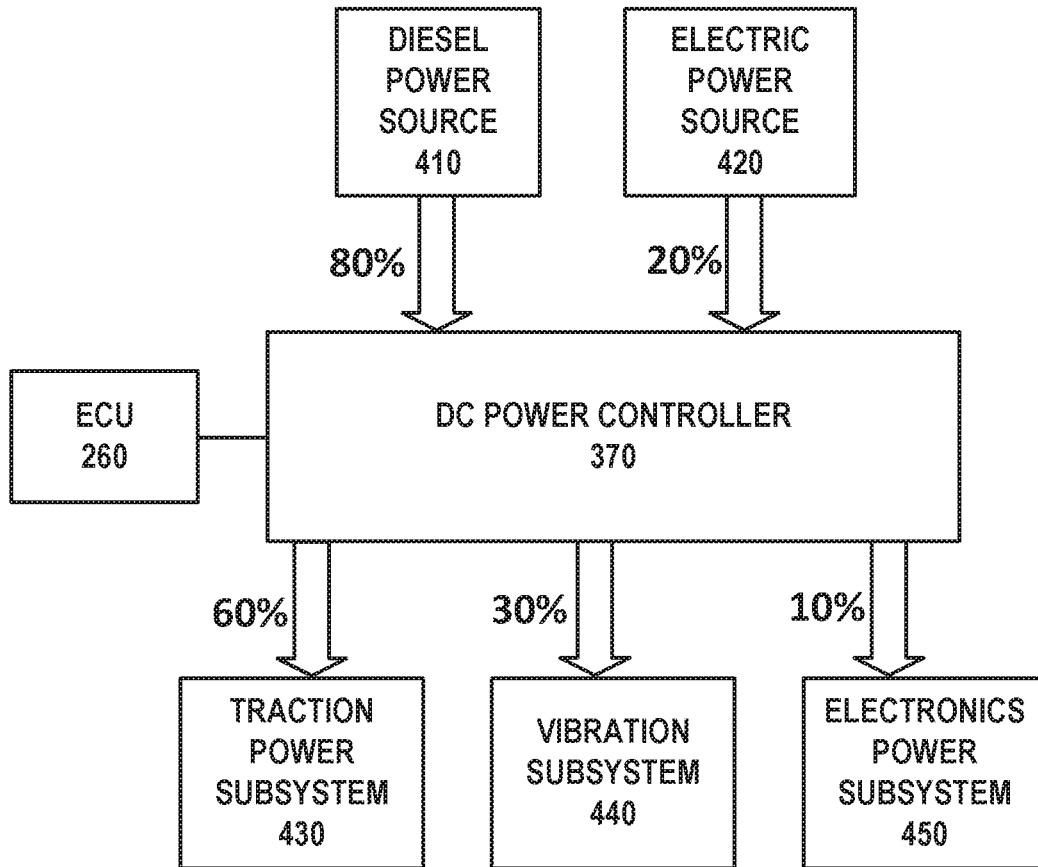 DIESEL
POWER
SOURCE
410
ELECTRIC
POWER
SOURCE
420
80%
20%
ECU
260
DC POWER CONTROLLER
370
60%
30%
10%
TRACTION
POWER
SUBSYSTEM
430
VIBRATION
SUBSYSTEM
440
ELECTRONICS
POWER
SUBSYSTEM
450